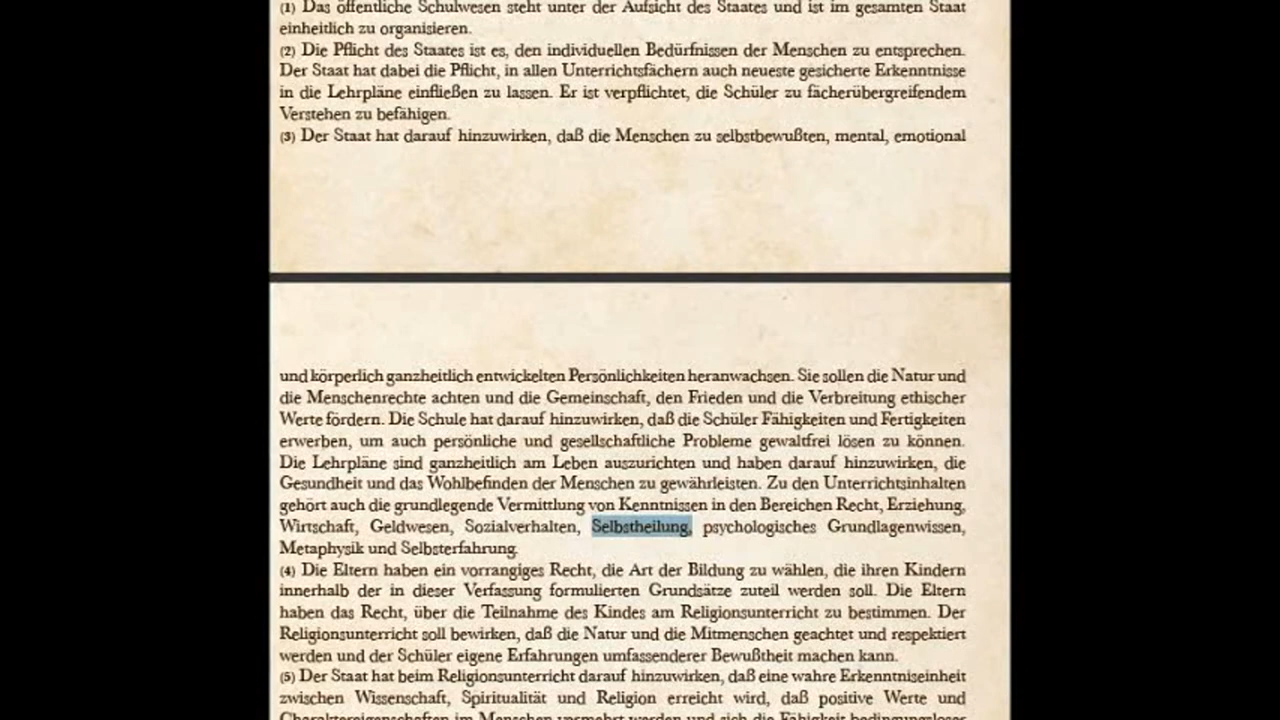 (1) Das öffentliche Schulwesen steht unter der Aufsicht des Staates und ist im gesamten Staat
einheitlich zu organisieren.
(2) Die Pflicht des Staates ist es, den individuellen Bedürfnissen der Menschen zu entsprechen.
Der Staat hat dabei die Pflicht, in allen Unterrichtsfächern auch neueste gesicherte Erkenntnisse
in die Lehrpläne einfließen zu lassen. Er ist verpflichtet, die Schüler zu fächerübergreifendem
Verstehen zu befähigen.
(3) Der Staat hat darauf hinzuwirken, daß die Menschen zu selbstbewußten, mental, emotional
und körperlich ganzheitlich entwickelten Persönlichkeiten heranwachsen. Sie sollen die Natur und
die Menschenrechte achten und die Gemeinschaft, den Frieden und die Verbreitung ethischer
Werte fördern. Die Schule hat darauf hinzuwirken, daß die Schüler Fähigkeiten und Fertigkeiten
erwerben, um auch persönliche und gesellschaftliche Probleme gewaltfrei lösen zu können.
Die Lehrpläne sind ganzheitlich am Leben auszurichten und haben darauf hinzuwirken, die
Gesundheit und das Wohlbefinden der Menschen zu gewährleisten. Zu den Unterrichtsinhalten
gehört auch die grundlegende Vermittlung von Kenntnissen in den Bereichen Recht, Erziehung,
Wirtschaft, Geldwesen, Sozialverhalten, Selbstheilung, psychologisches Grundlagenwissen,
Metaphysik und Selbsterfahrung.
(4) Die Eltern haben ein vorrangiges Recht, die Art der Bildung zu wählen, die ihren Kindern
innerhalb der in dieser Verfassung formulierten Grundsätze zuteil werden soll. Die Eltern
haben das Recht, über die Teilnahme des Kindes am Religionsunterricht zu bestimmen. Der
Religionsunterricht soll bewirken, daß die Natur und die Mitmenschen geachtet und respektiert
werden und der Schüler eigene Erfahrungen umfassenderer Bewußtheit machen kann.
(5) Der Staat hat beim Religionsunterricht darauf hinzuwirken, daß eine wahre Erkenntniseinheit
zwischen Wissenschaft, Spiritualität und Religion erreicht wird, daß positive Werte und
Charaktereigenschaften im Menschen vermehrt werden und sich die Fähigkeit bedingungsloser